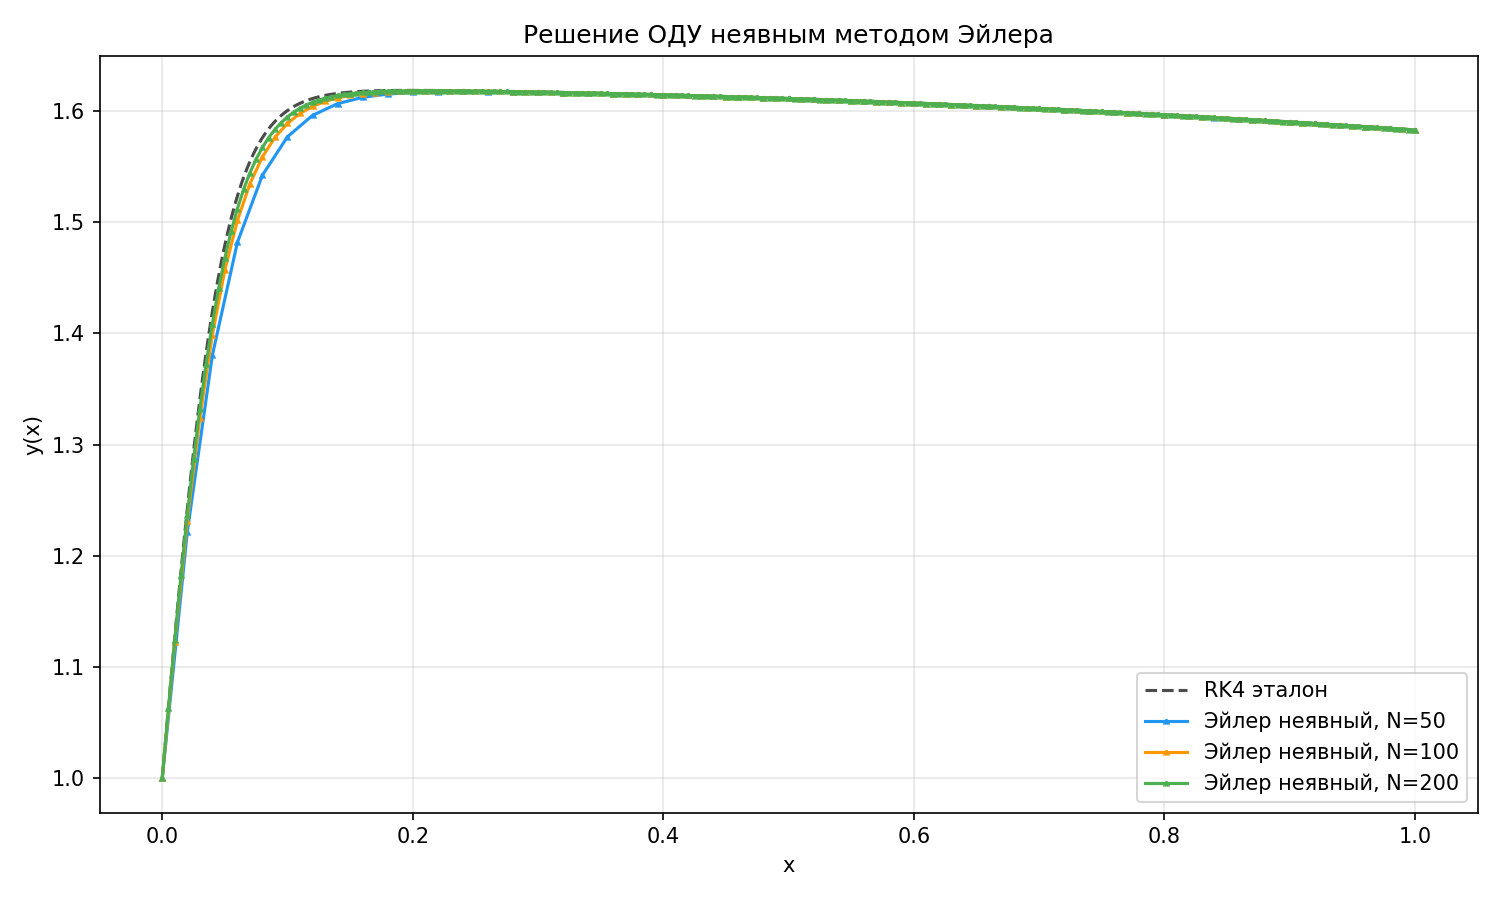 Решение ОДУ неявным методом Эйлера
y(x)
1.6
1.5
1.4
1.3
1.2
1.1
1.0
RK4 эталон
Эйлер неявный, N=50
Эйлер неявный, N=100
Эйлер неявный, N=200
0.0 0.2 0.4 0.6 0.8 1.0
x